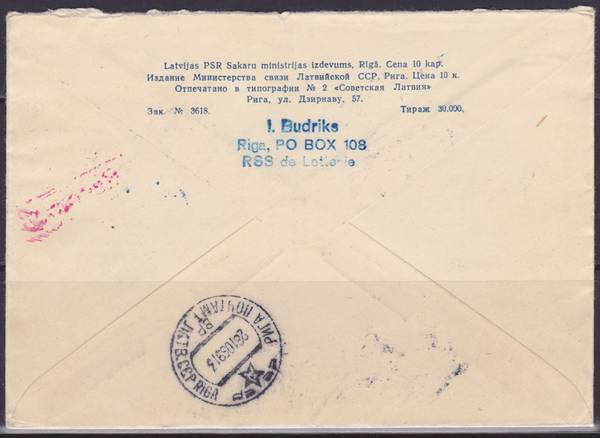 Latvijas PSR Sakaru ministrijas izdevums, Rīgā. Cena 10 kap.
Издание Министерства связи Латвийской ССР, Рига. Цена 10 к.
Отпечатано в типографии № 2 «Советская Латвия»
Рига, ул. Дзирнаву, 57.
Зак. № 3618. Тираж 30.000.
I. Budriks
Riga, PO BOX 108
RSS de Lettonie
РИГА ПОЧТАМТ ЛАТВ.ССР RIGA